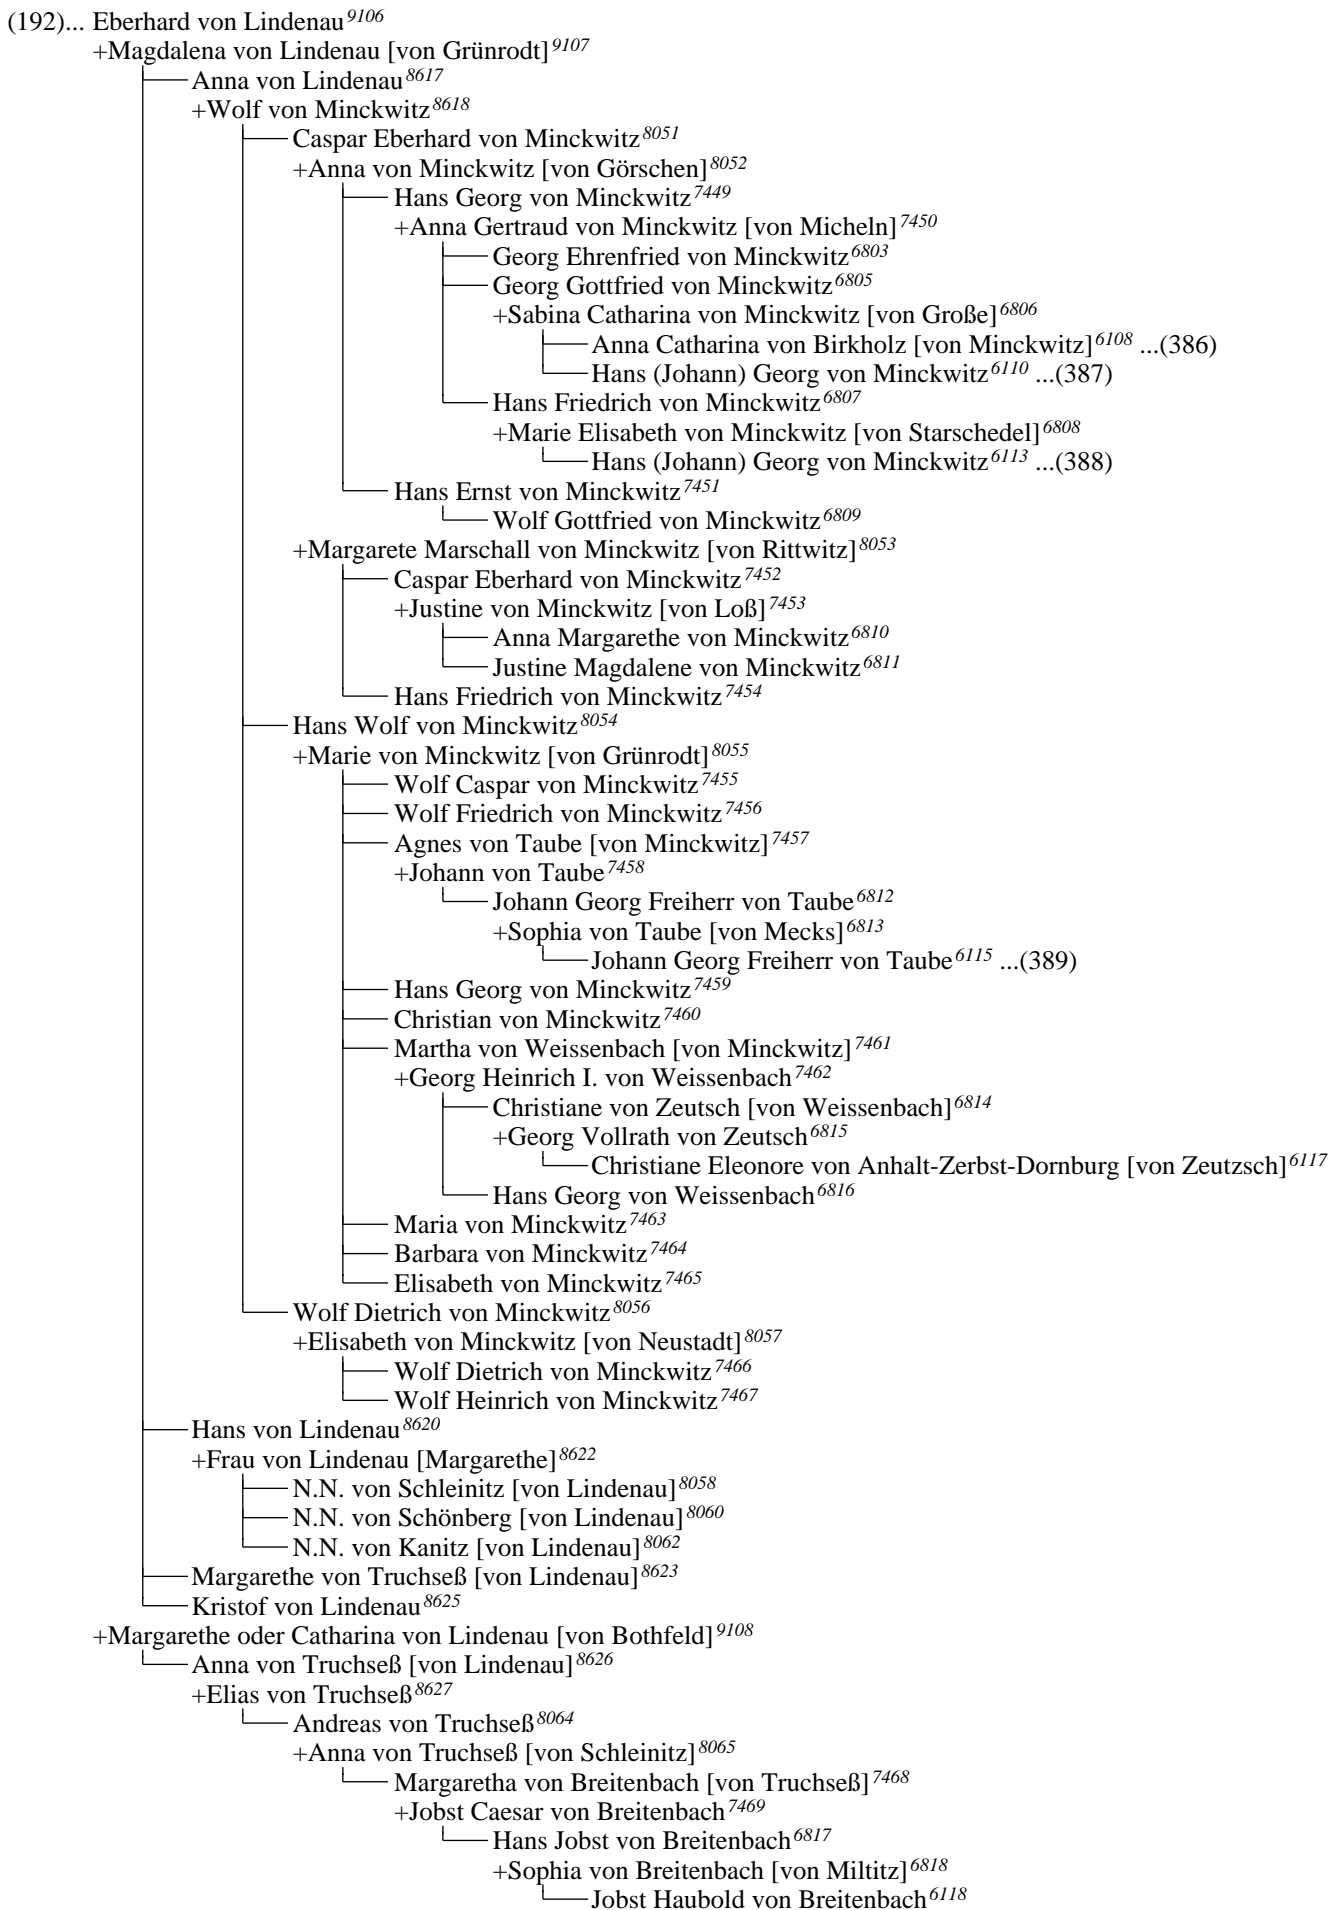 (192)... Eberhard von Lindenau9106
+Magdalena von Lindenau [von Grünrodt]9107
Anna von Lindenau8617
+Wolf von Minckwitz8618
Caspar Eberhard von Minckwitz8051
+Anna von Minckwitz [von Görschen]8052
Hans Georg von Minckwitz7449
+Anna Gertraud von Minckwitz [von Micheln]7450
Georg Ehrenfried von Minckwitz6803
Georg Gottfried von Minckwitz6805
+Sabina Catharina von Minckwitz [von Große]6806
Anna Catharina von Birkholz [von Minckwitz]6108 ...(386)
Hans (Johann) Georg von Minckwitz6110 ...(387)
Hans Friedrich von Minckwitz6807
+Marie Elisabeth von Minckwitz [von Starschedel]6808
Hans (Johann) Georg von Minckwitz6113 ...(388)
Hans Ernst von Minckwitz7451
Wolf Gottfried von Minckwitz6809
+Margarete Marschall von Minckwitz [von Rittwitz]8053
Caspar Eberhard von Minckwitz7452
+Justine von Minckwitz [von Loß]7453
Anna Margarethe von Minckwitz6810
Justine Magdalene von Minckwitz6811
Hans Friedrich von Minckwitz7454
Hans Wolf von Minckwitz8054
+Marie von Minckwitz [von Grünrodt]8055
Wolf Caspar von Minckwitz7455
Wolf Friedrich von Minckwitz7456
Agnes von Taube [von Minckwitz]7457
+Johann von Taube7458
Johann Georg Freiherr von Taube6812
+Sophia von Taube [von Mecks]6813
Johann Georg Freiherr von Taube6115 ...(389)
Hans Georg von Minckwitz7459
Christian von Minckwitz7460
Martha von Weissenbach [von Minckwitz]7461
+Georg Heinrich I. von Weissenbach7462
Christiane von Zeutsch [von Weissenbach]6814
+Georg Vollrath von Zeutsch6815
Christiane Eleonore von Anhalt-Zerbst-Dornburg [von Zeutzsch]6117
Hans Georg von Weissenbach6816
Maria von Minckwitz7463
Barbara von Minckwitz7464
Elisabeth von Minckwitz7465
Wolf Dietrich von Minckwitz8056
+Elisabeth von Minckwitz [von Neustadt]8057
Wolf Dietrich von Minckwitz7466
Wolf Heinrich von Minckwitz7467
Hans von Lindenau8620
+Frau von Lindenau [Margarethe]8622
N.N. von Schleinitz [von Lindenau]8058
N.N. von Schönberg [von Lindenau]8060
N.N. von Kanitz [von Lindenau]8062
Margarethe von Truchseß [von Lindenau]8623
Kristof von Lindenau8625
+Margarethe oder Catharina von Lindenau [von Bothfeld]9108
Anna von Truchseß [von Lindenau]8626
+Elias von Truchseß8627
Andreas von Truchseß8064
+Anna von Truchseß [von Schleinitz]8065
Margaretha von Breitenbach [von Truchseß]7468
+Jobst Caesar von Breitenbach7469
Hans Jobst von Breitenbach6817
+Sophia von Breitenbach [von Miltitz]6818
Jobst Haubold von Breitenbach6118